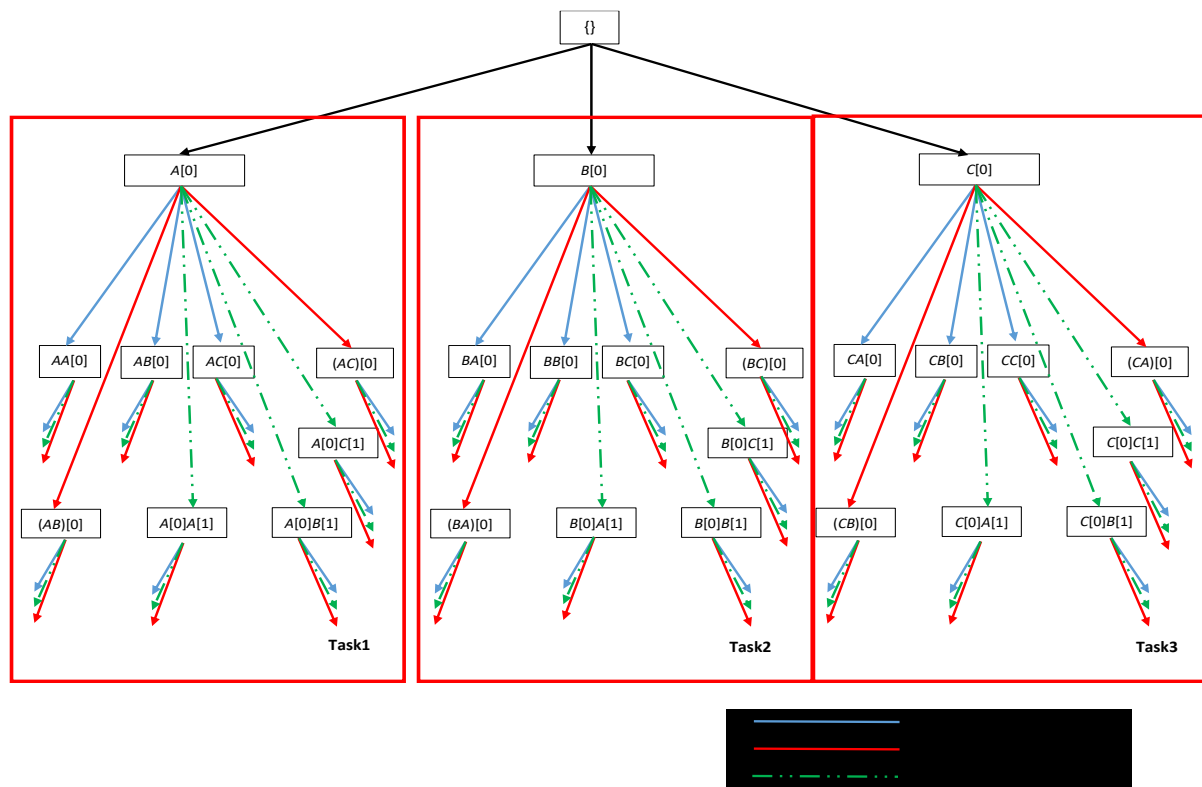 {}
A[0]
B[0]
C[0]
AA[0]
AB[0]
AC[0]
(AC)[0]
A[0]C[1]
(AB)[0]
A[0]A[1]
A[0]B[1]
Task1
BA[0]
BB[0]
BC[0]
(BC)[0]
B[0]C[1]
(BA)[0]
B[0]A[1]
B[0]B[1]
Task2
CA[0]
CB[0]
CC[0]
(CA)[0]
C[0]C[1]
(CB)[0]
C[0]A[1]
C[0]B[1]
Task3